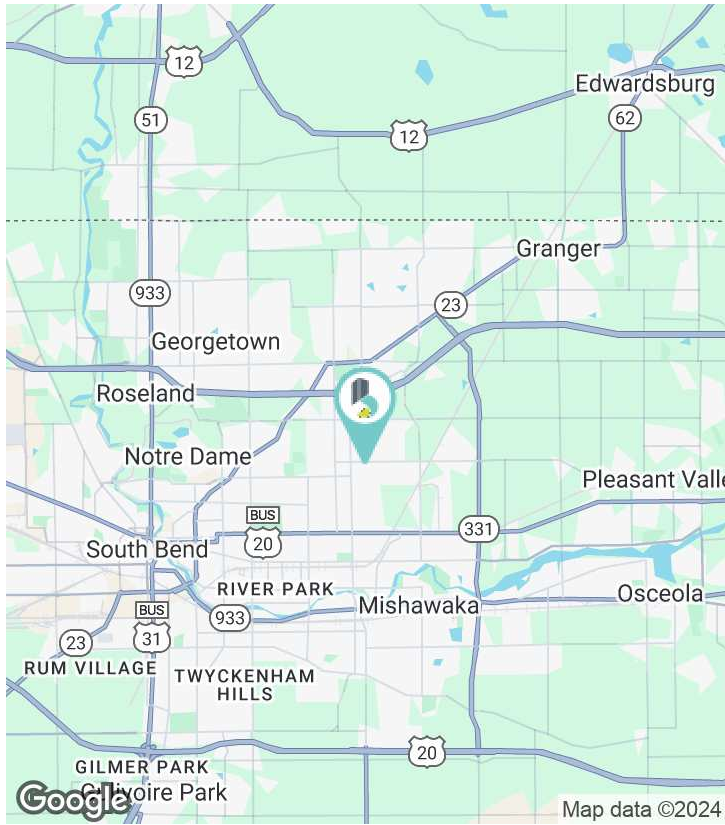 12
Edwardsburg
51
62
12
Granger
933
23
Georgetown
Roseland
Notre Dame
Pleasant Valle
BUS
20
331
South Bend
RIVER PARK
Osceola
Mishawaka
BUS
933
31
23
RUM VILLAGE
TWYCKENHAM
HILLS
20
GILMER PARK
Google
Map data ©2024